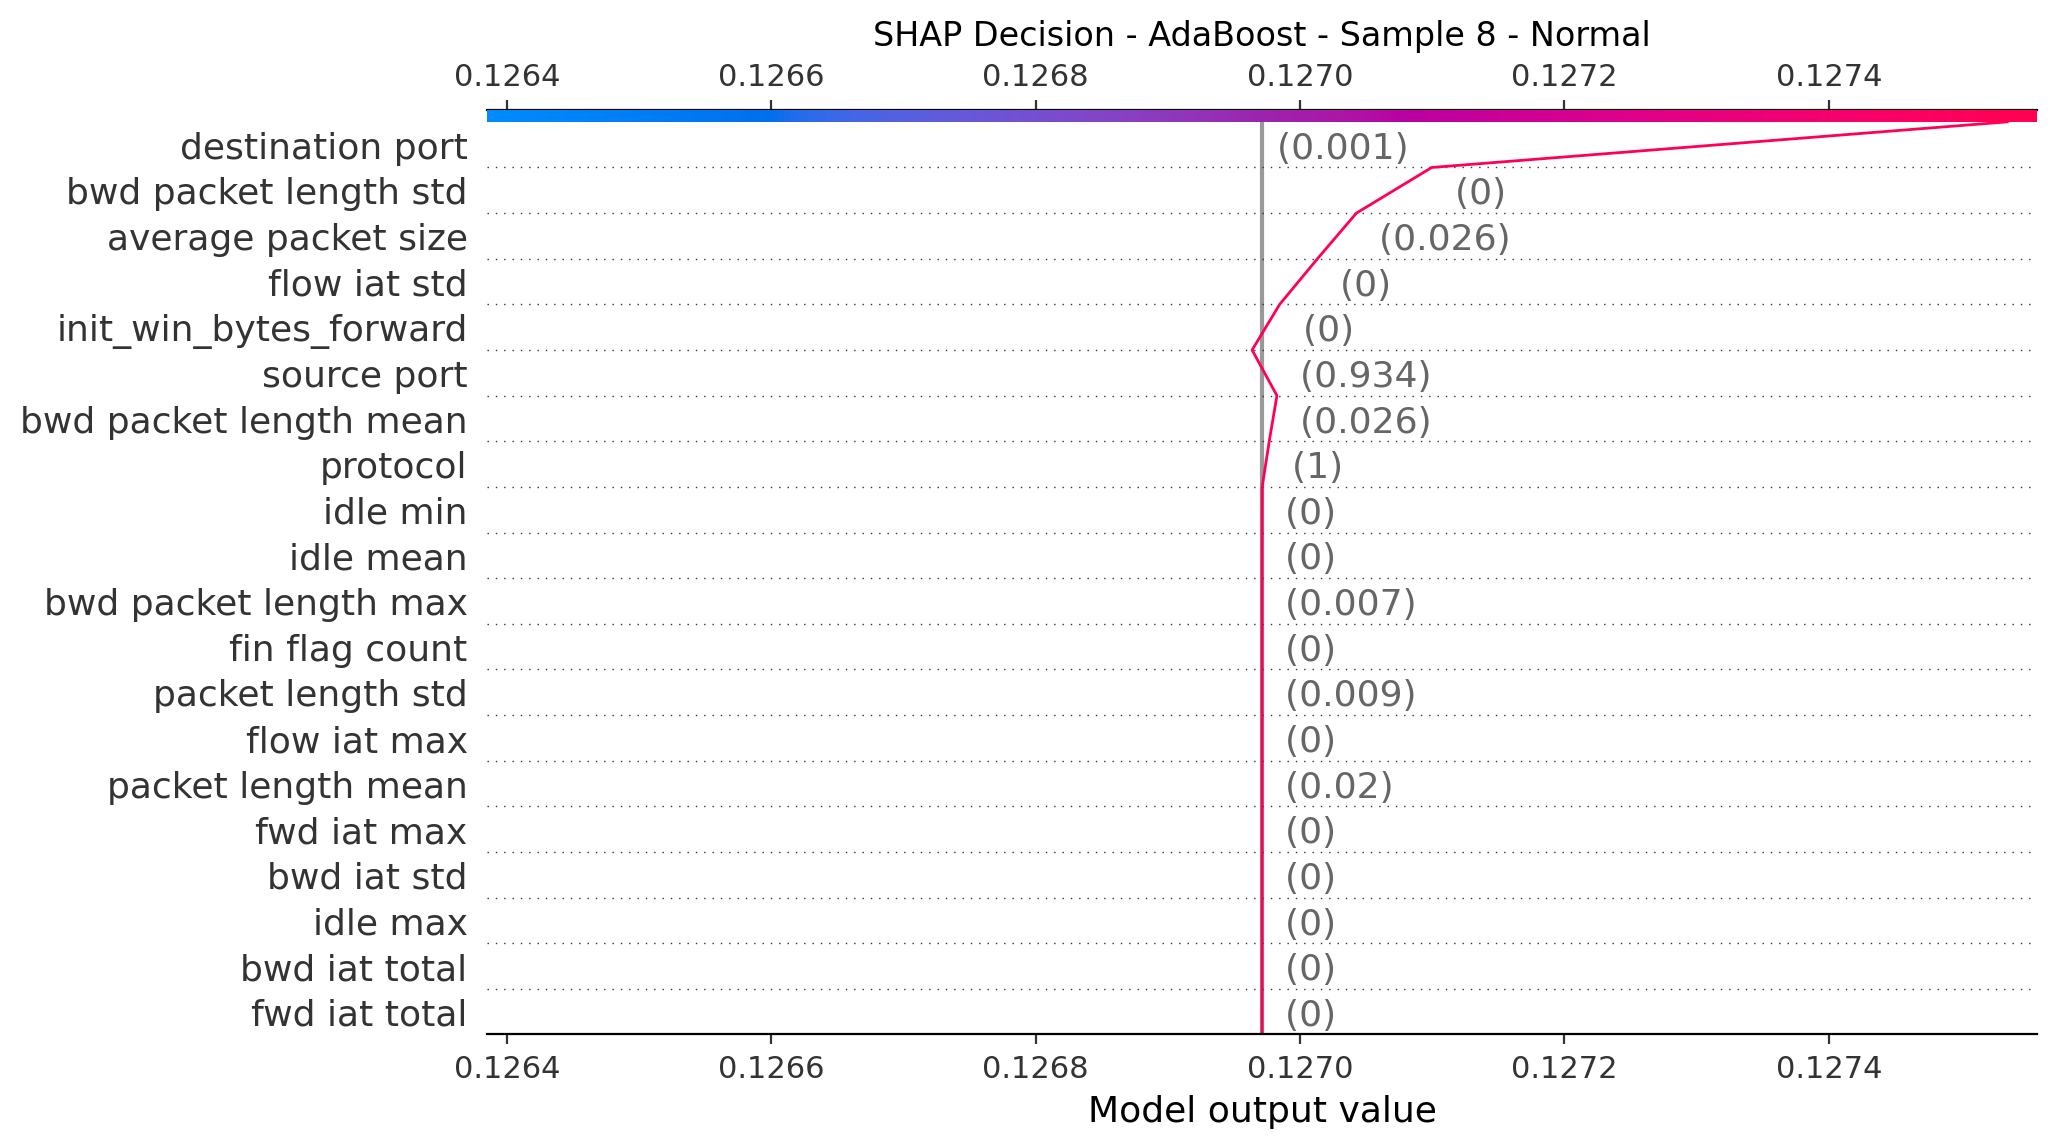 SHAP Decision - AdaBoost - Sample 8 - Normal
0.1264 0.1266 0.1268 0.1270 0.1272 0.1274
destination port (0.001)
bwd packet length std (0)
average packet size (0.026)
flow iat std (0)
init_win_bytes_forward (0)
source port (0.934)
bwd packet length mean (0.026)
protocol (1)
idle min (0)
idle mean (0)
bwd packet length max (0.007)
fin flag count (0)
packet length std (0.009)
flow iat max (0)
packet length mean (0.02)
fwd iat max (0)
bwd iat std (0)
idle max (0)
bwd iat total (0)
fwd iat total (0)
0.1264 0.1266 0.1268 0.1270 0.1272 0.1274
Model output value